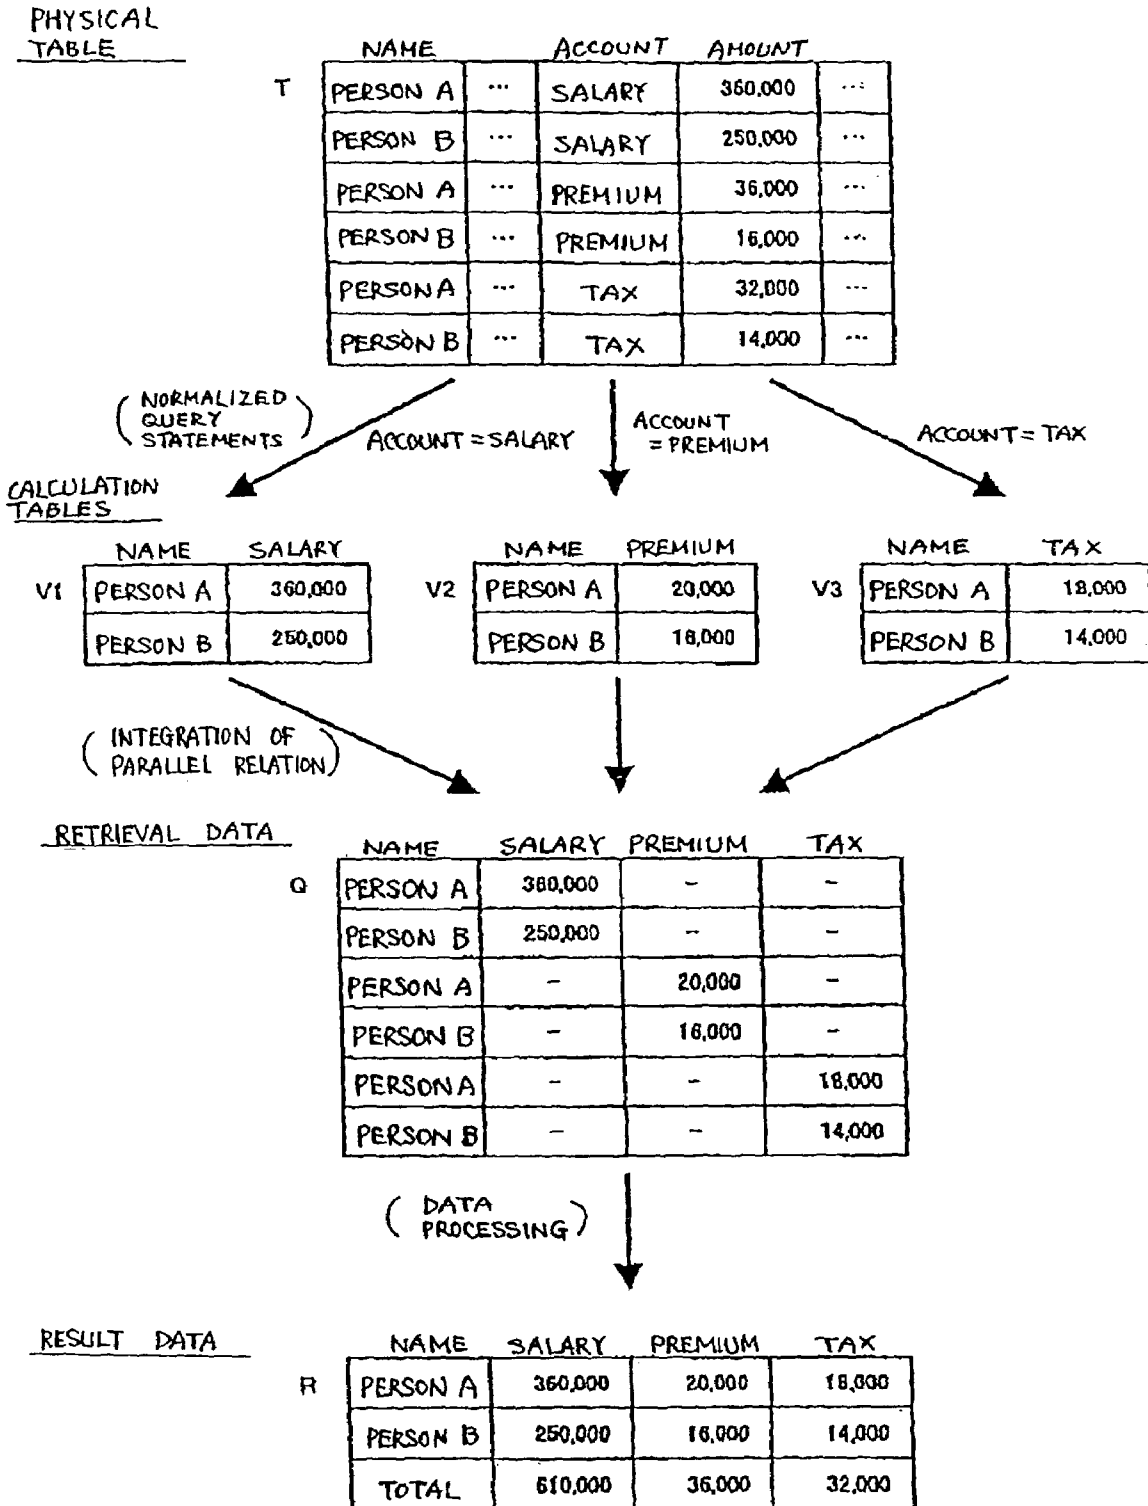 PHYSICAL
TABLE
NAME ACCOUNT AMOUNT
T PERSON A ... SALARY 360,000 ...
PERSON B ... SALARY 250,000 ...
PERSON A ... PREMIUM 36,000 ...
PERSON B ... PREMIUM 16,000 ...
PERSON A ... TAX 32,000 ...
PERSON B ... TAX 14,000 ...
(NORMALIZED
QUERY
STATEMENTS)
ACCOUNT = SALARY
ACCOUNT
= PREMIUM
ACCOUNT = TAX
CALCULATION
TABLES
NAME SALARY
V1 PERSON A 360,000
PERSON B 250,000
NAME PREMIUM
V2 PERSON A 20,000
PERSON B 16,000
NAME TAX
V3 PERSON A 18,000
PERSON B 14,000
(INTEGRATION OF
PARALLEL RELATION)
RETRIEVAL DATA
NAME SALARY PREMIUM TAX
Q PERSON A 360,000 - -
PERSON B 250,000 - -
PERSON A - 20,000 -
PERSON B - 16,000 -
PERSON A - - 18,000
PERSON B - - 14,000
(DATA
PROCESSING)
RESULT DATA
NAME SALARY PREMIUM TAX
R PERSON A 360,000 20,000 18,000
PERSON B 250,000 16,000 14,000
TOTAL 610,000 36,000 32,000